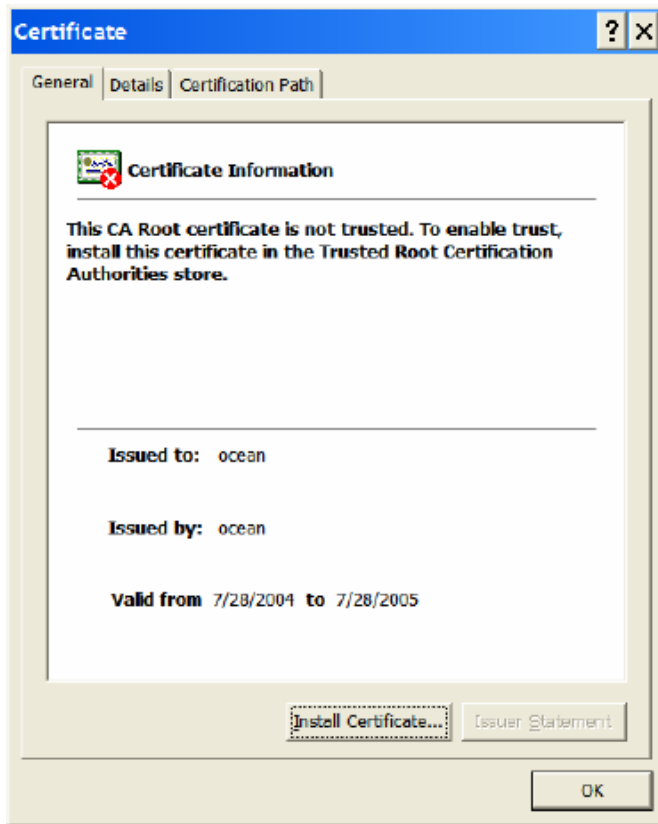 Certificate
General Details Certification Path
Certificate Information
This CA Root certificate is not trusted. To enable trust,
install this certificate in the Trusted Root Certification
Authorities store.
Issued to: ocean
Issued by: ocean
Valid from 7/28/2004 to 7/28/2005
Install Certificate... Issuer Statement
OK